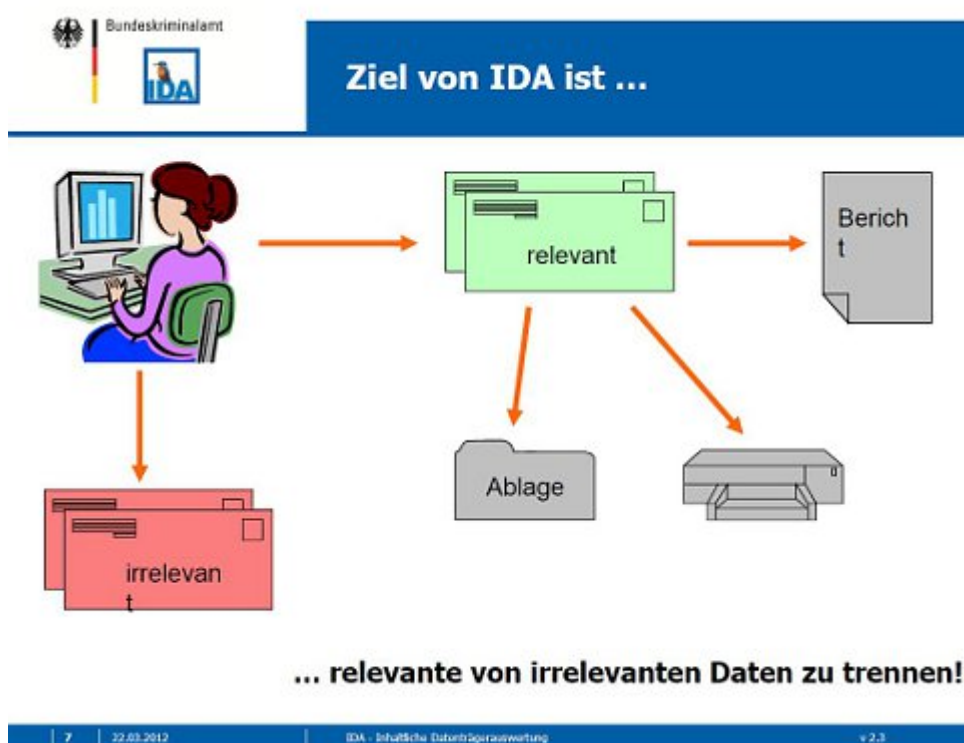 Bundeskriminalamt
IDA
Ziel von IDA ist ...
relevant
Berich
t
Ablage
irrelevan
t
... relevante von irrelevanten Daten zu trennen!
7 22.03.2012 IDA - Inhaltliche Datenträgerauswertung v 2.3